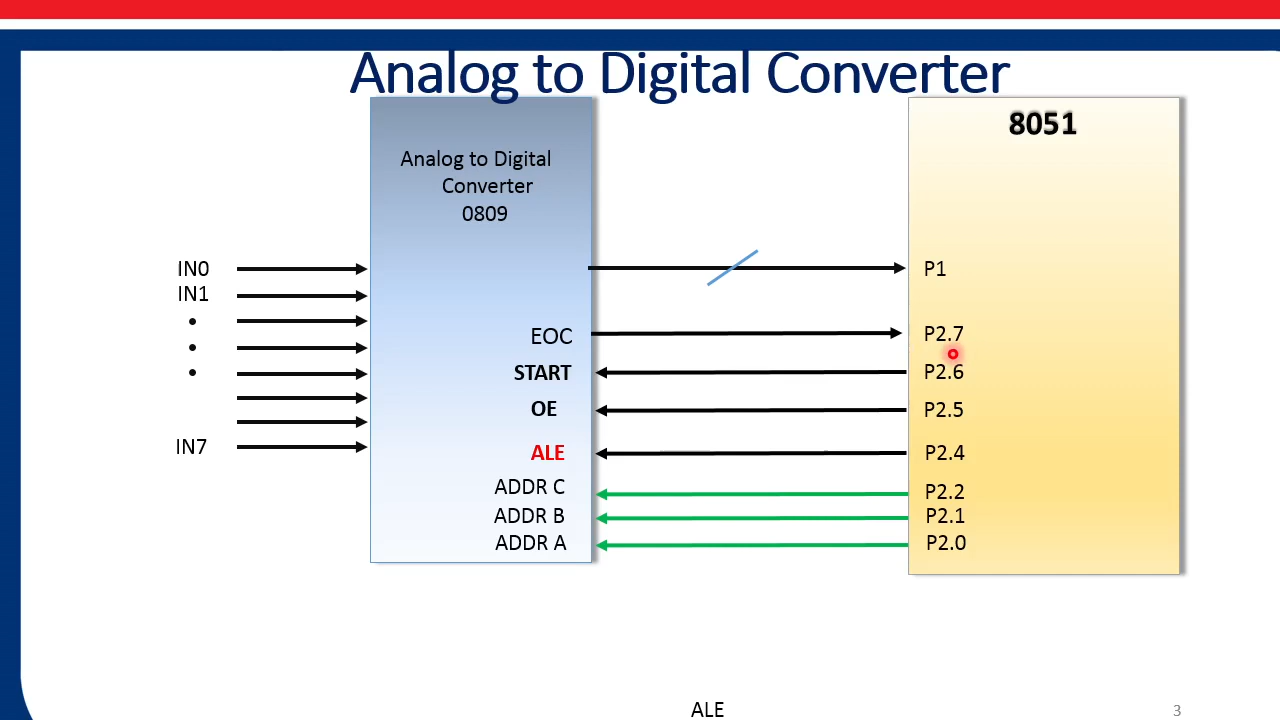 Analog to Digital Converter
8051
Analog to Digital
Converter
0809
IN0
IN1
•
•
•
IN7
EOC
START
OE
ALE
ADDR C
ADDR B
ADDR A
P1
P2.7
P2.6
P2.5
P2.4
P2.2
P2.1
P2.0
ALE
3